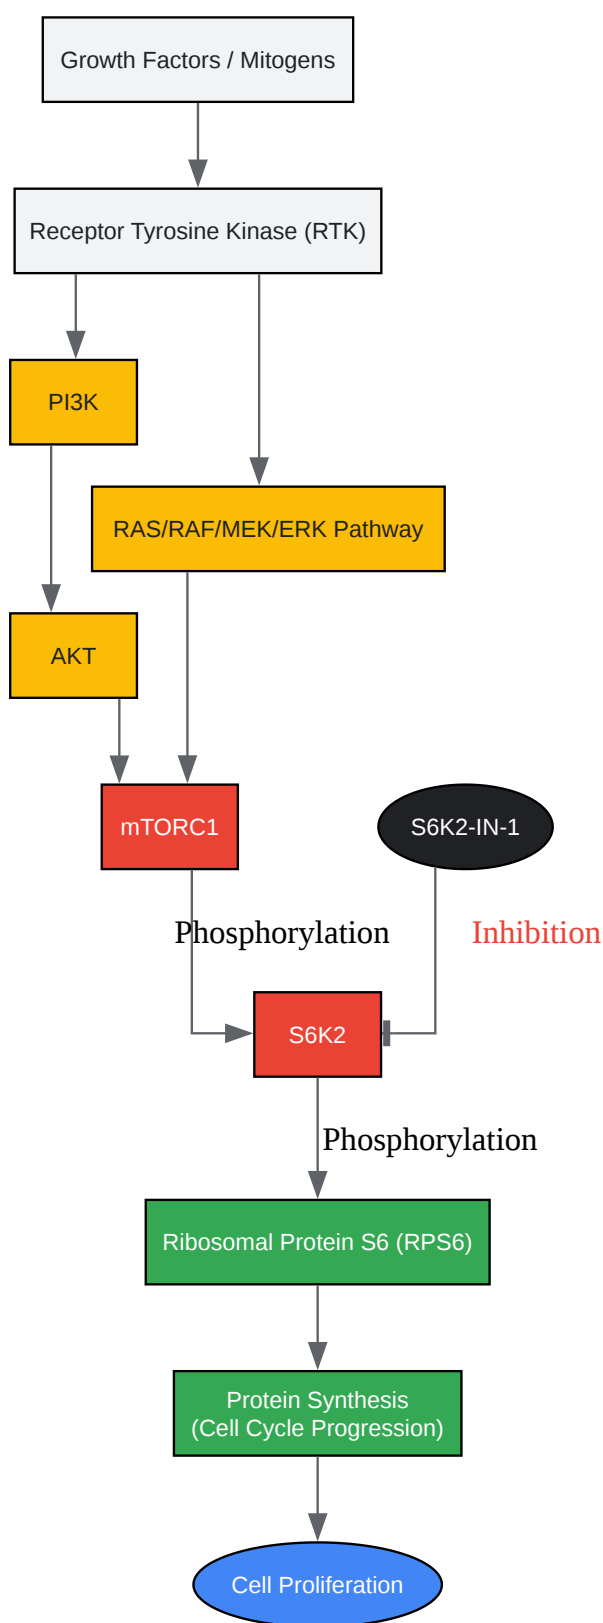 Growth Factors / Mitogens
Receptor Tyrosine Kinase (RTK)
PI3K
RAS/RAF/MEK/ERK Pathway
AKT
mTORC1
S6K2-IN-1
Phosphorylation
Inhibition
S6K2
Phosphorylation
Ribosomal Protein S6 (RPS6)
Protein Synthesis
(Cell Cycle Progression)
Cell Proliferation